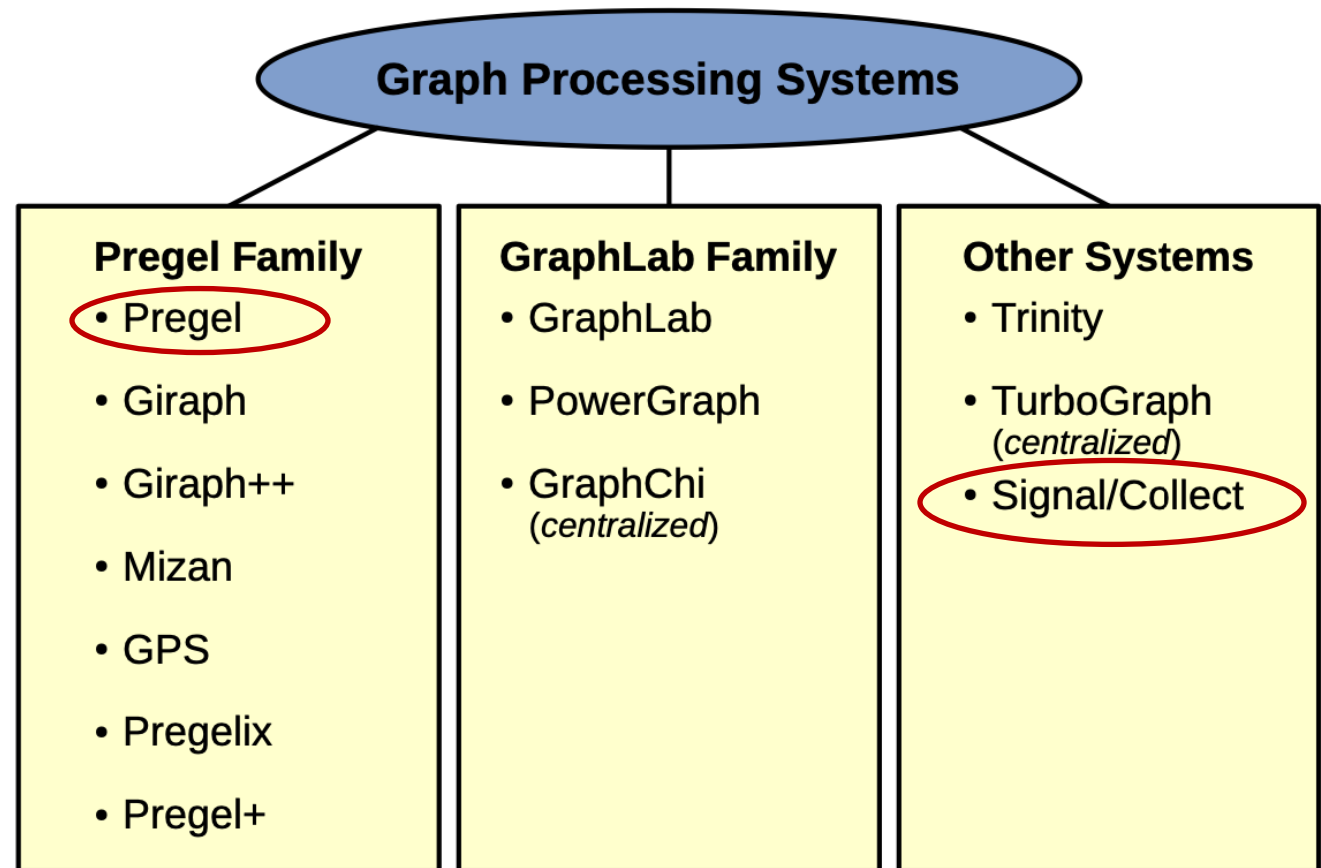 Graph Processing Systems
Pregel Family
• Pregel
• Giraph
• Giraph++
• Mizan
• GPS
• Pregelix
• Pregel+
GraphLab Family
• GraphLab
• PowerGraph
• GraphChi
(centralized)
Other Systems
• Trinity
• TurboGraph
(centralized)
• Signal/Collect